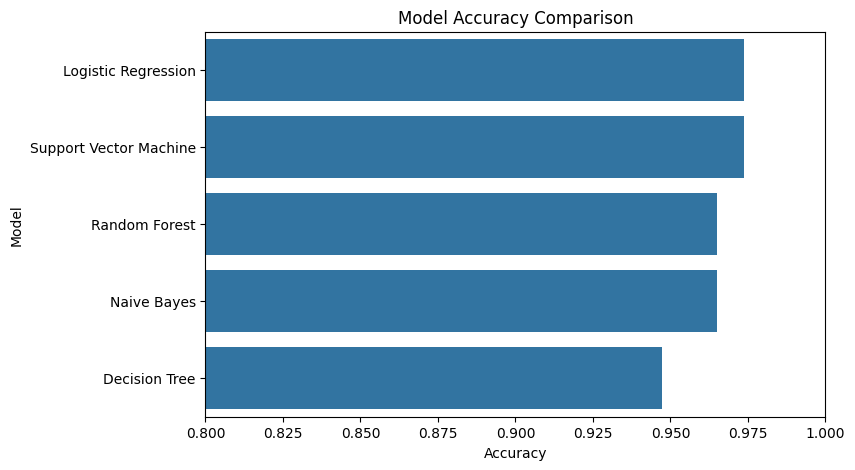 Model Accuracy Comparison
Logistic Regression
Support Vector Machine
Random Forest
Naive Bayes
Decision Tree
Model
0.800 0.825 0.850 0.875 0.900 0.925 0.950 0.975 1.000
Accuracy